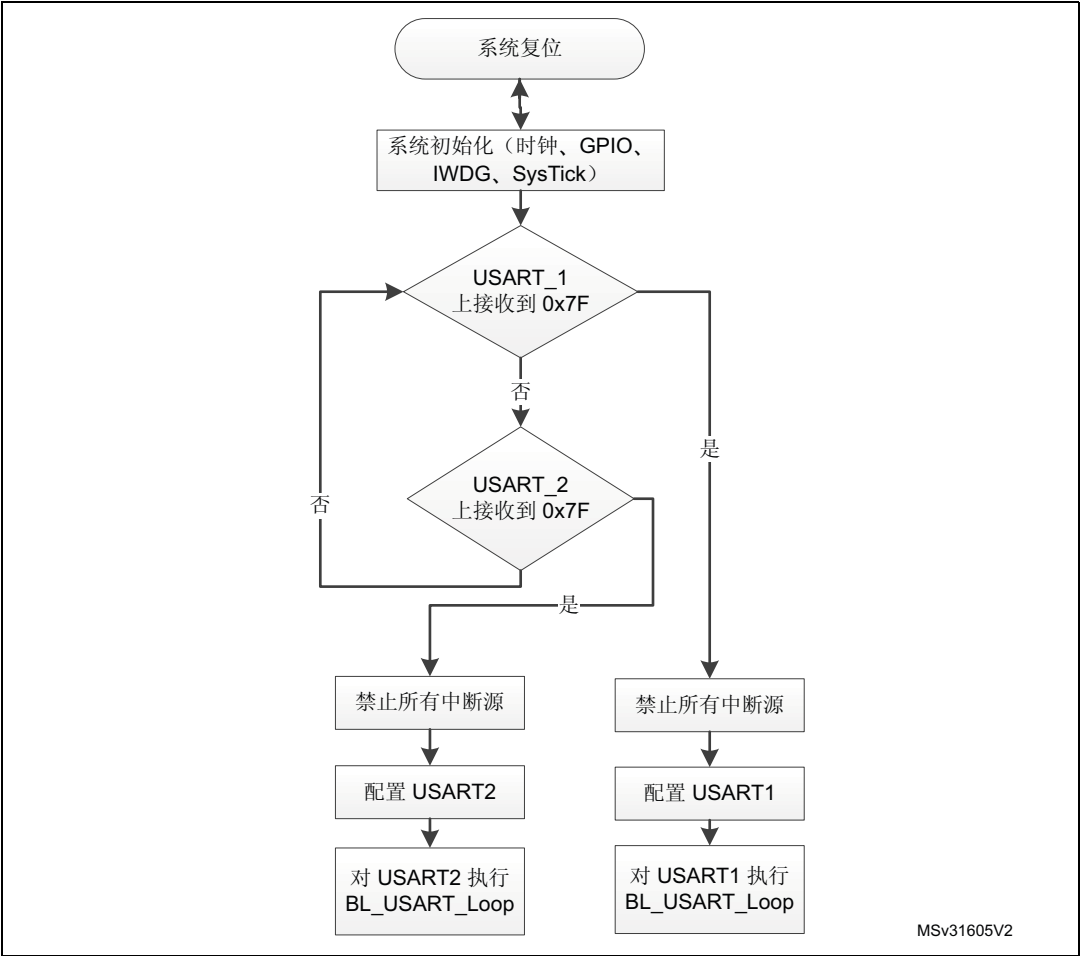 系统复位
系统初始化（时钟、GPIO、
IWDG、SysTick）
USART_1
上接收到 0x7F
否
是
USART_2
上接收到 0x7F
否
是
禁止所有中断源
禁止所有中断源
配置 USART2
配置 USART1
对 USART2 执行
BL_USART_Loop
对 USART1 执行
BL_USART_Loop
MSv31605V2